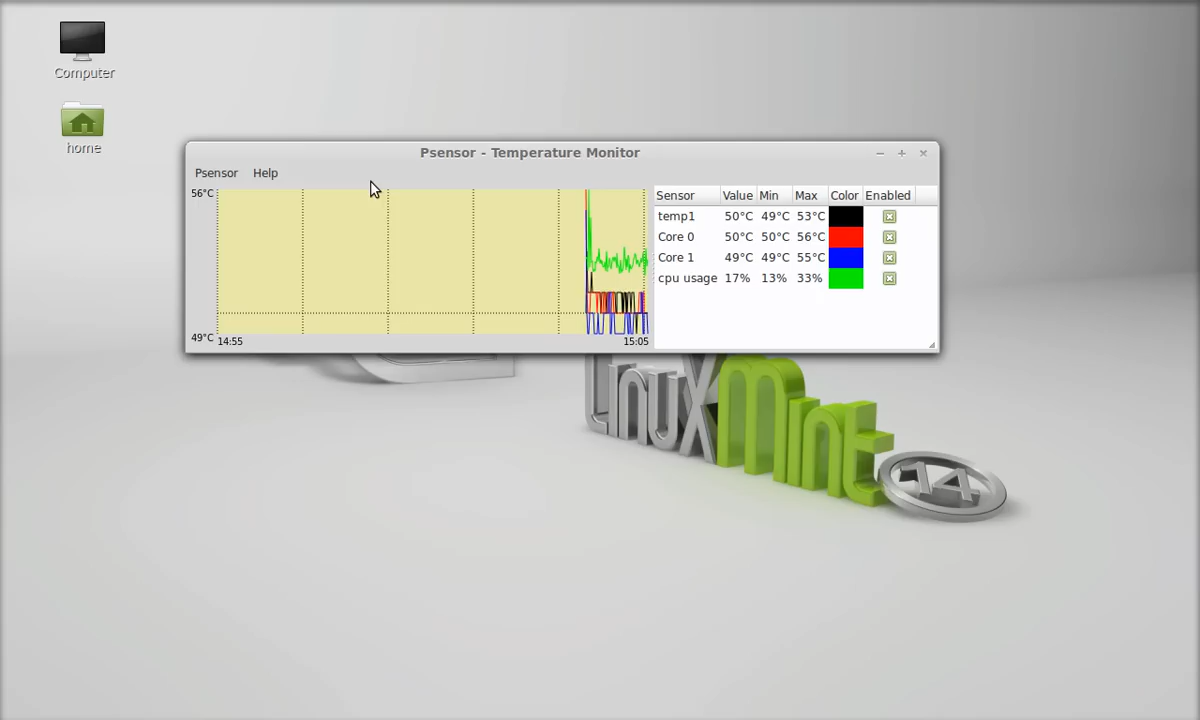 Computer
home
Psensor - Temperature Monitor
Psensor Help
56°C
49°C
14:55 15:05
Sensor Value Min Max Color Enabled
temp1 50°C 49°C 53°C
Core 0 50°C 50°C 56°C
Core 1 49°C 49°C 55°C
cpu usage 17% 13% 33%
LinuxMint 14